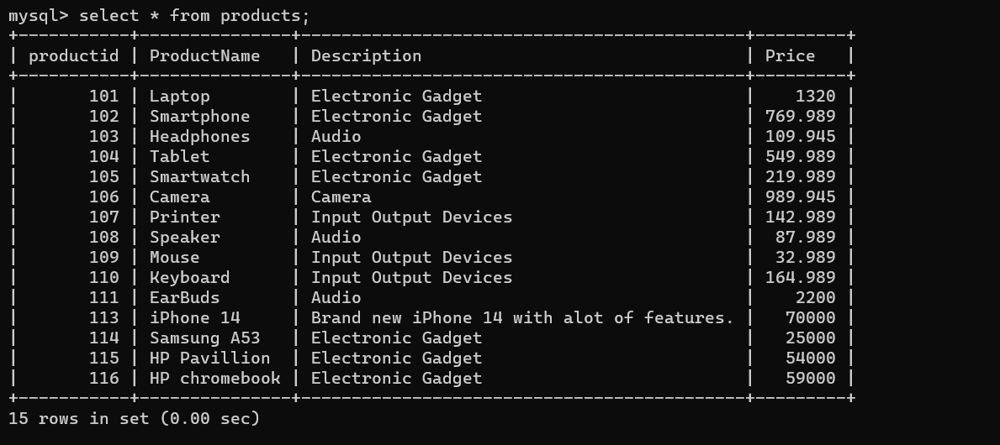 mysql> select * from products;
+-----------+---------------+--------------------------------------------+---------+
| productid | ProductName   | Description                                | Price   |
+-----------+---------------+--------------------------------------------+---------+
|       101 | Laptop        | Electronic Gadget                          |    1320 |
|       102 | Smartphone    | Electronic Gadget                          | 769.989 |
|       103 | Headphones    | Audio                                      | 109.945 |
|       104 | Tablet        | Electronic Gadget                          | 549.989 |
|       105 | Smartwatch    | Electronic Gadget                          | 219.989 |
|       106 | Camera        | Camera                                     | 989.945 |
|       107 | Printer       | Input Output Devices                       | 142.989 |
|       108 | Speaker       | Audio                                      |  87.989 |
|       109 | Mouse         | Input Output Devices                       |  32.989 |
|       110 | Keyboard      | Input Output Devices                       | 164.989 |
|       111 | EarBuds       | Audio                                      |    2200 |
|       113 | iPhone 14     | Brand new iPhone 14 with alot of features. |   70000 |
|       114 | Samsung A53   | Electronic Gadget                          |   25000 |
|       115 | HP Pavillion  | Electronic Gadget                          |   54000 |
|       116 | HP chromebook | Electronic Gadget                          |   59000 |
+-----------+---------------+--------------------------------------------+---------+
15 rows in set (0.00 sec)